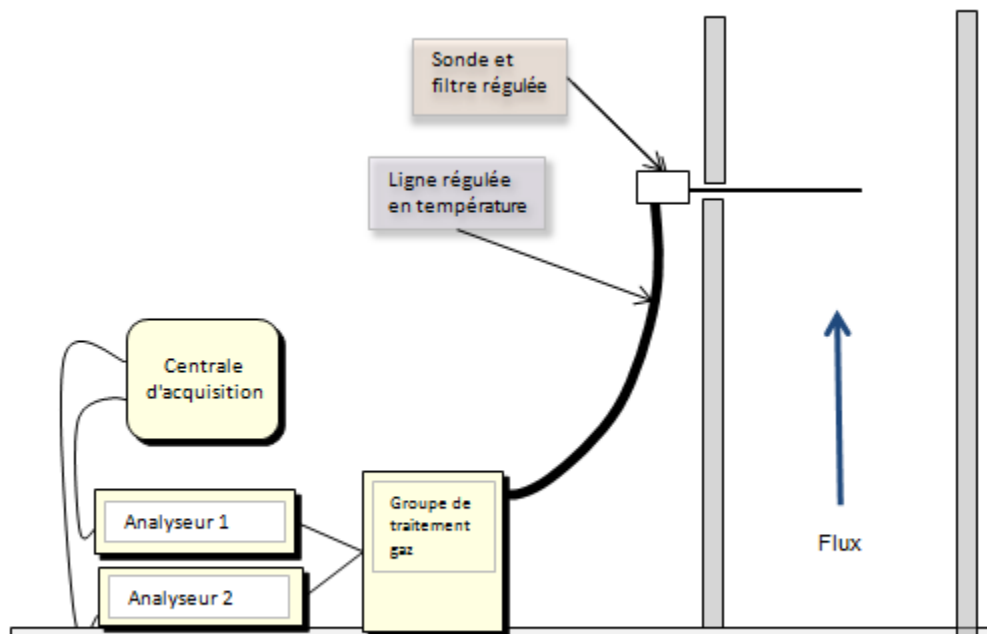 Sonde et
filtre régulée
Ligne régulée
en température
Centrale
d'acquisition
Groupe de
traitement
gaz
Analyseur 1
Analyseur 2
Flux